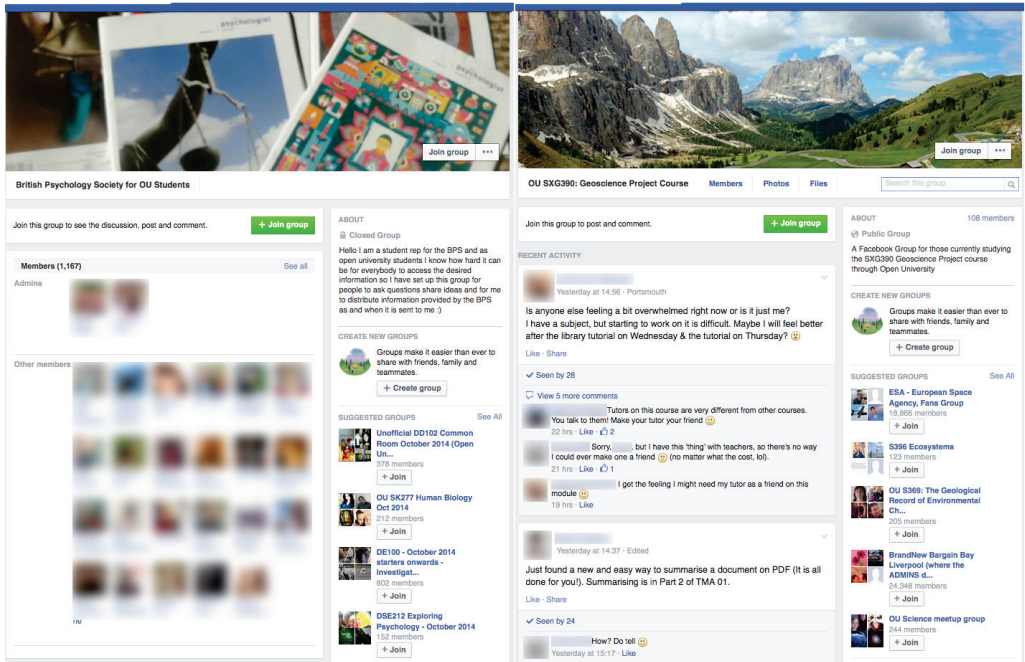 psychologist
psychologist
Join group
British Psychology Society for OU Students
Join this group to see the discussion, post and comment.
+ Join group
Members (1,167)
See all
Admins
Other members
ne
ABOUT
Closed Group
Hello I am a student rep for the BPS and as
open university students I know how hard it can
be for everybody to access the desired
information so I have set up this group for
people to ask questions share ideas and for me
to distribute information provided by the BPS
as and when it is sent to me :)
CREATE NEW GROUPS
Groups make it easier than ever to
share with friends, family and
teammates.
+ Create group
SUGGESTED GROUPS
See All
Unofficial DD102 Common
Room October 2014 (Open
Un...
378 members
+ Join
OU SK277 Human Biology
Oct 2014
212 members
+ Join
DE100 - October 2014
starters onwards -
Investigat...
802 members
+ Join
DSE212 Exploring
Psychology - October 2014
152 members
+ Join
Join group
OU SXG390: Geoscience Project Course
Members
Photos
Files
Search this group
Join this group to post and comment.
+ Join group
RECENT ACTIVITY
Yesterday at 14:56 · Portsmouth
Is anyone else feeling a bit overwhelmed right now or is it just me?
I have a subject, but starting to work on it is difficult. Maybe I will feel better
after the library tutorial on Wednesday & the tutorial on Thursday?
Like · Share
Seen by 28
View 5 more comments
Tutors on this course are very different from other courses.
You talk to them! Make your tutor your friend
22 hrs · Like · 2
Sorry, , but I have this 'thing' with teachers, so there's no way
I could ever make one a friend (no matter what the cost, lol).
21 hrs · Like · 1
I get the feeling I might need my tutor as a friend on this
module
19 hrs · Like
Yesterday at 14:37 · Edited
Just found a new and easy way to summarise a document on PDF (It is all
done for you!). Summarising is in Part 2 of TMA 01.
Like · Share
Seen by 24
How? Do tell
Yesterday at 15:17 · Like
ABOUT
108 members
Public Group
A Facebook Group for those currently studying
the SXG390 Geoscience Project course
through Open University
CREATE NEW GROUPS
Groups make it easier than ever to
share with friends, family and
teammates.
+ Create group
SUGGESTED GROUPS
See All
ESA - European Space
Agency, Fans Group
18,866 members
+ Join
S396 Ecosystems
123 members
+ Join
OU S369: The Geological
Record of Environmental
Ch...
205 members
+ Join
BrandNew Bargain Bay
Liverpool (where the
ADMINS d...
24,348 members
+ Join
OU Science meetup group
244 members
+ Join